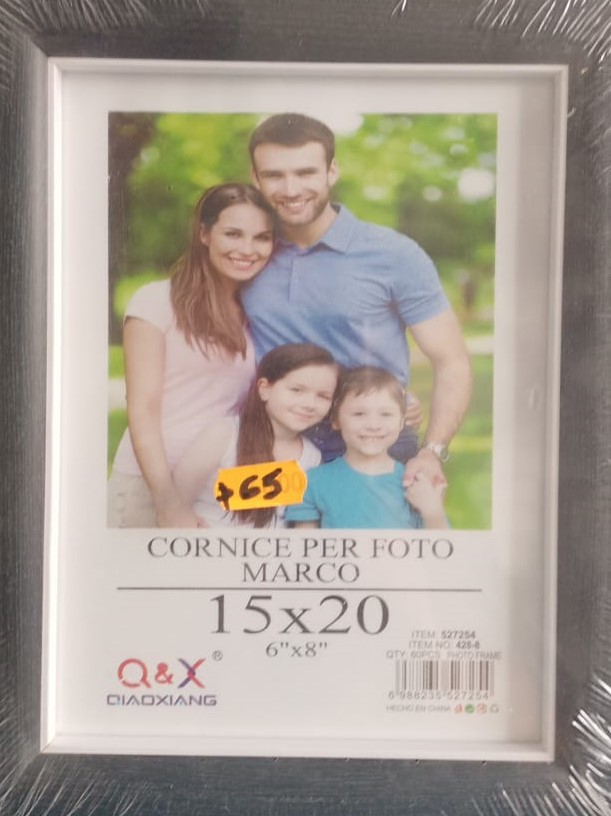 +65
CORNICE PER FOTO
MARCO
15x20
6"x8"
Q&X®
QIAOXIANG
ITEM: 527254
ITEM NO.: 428-8
QTY: 60PCS PHOTO FRAME
6 988235 527254
HECHO EN CHINA